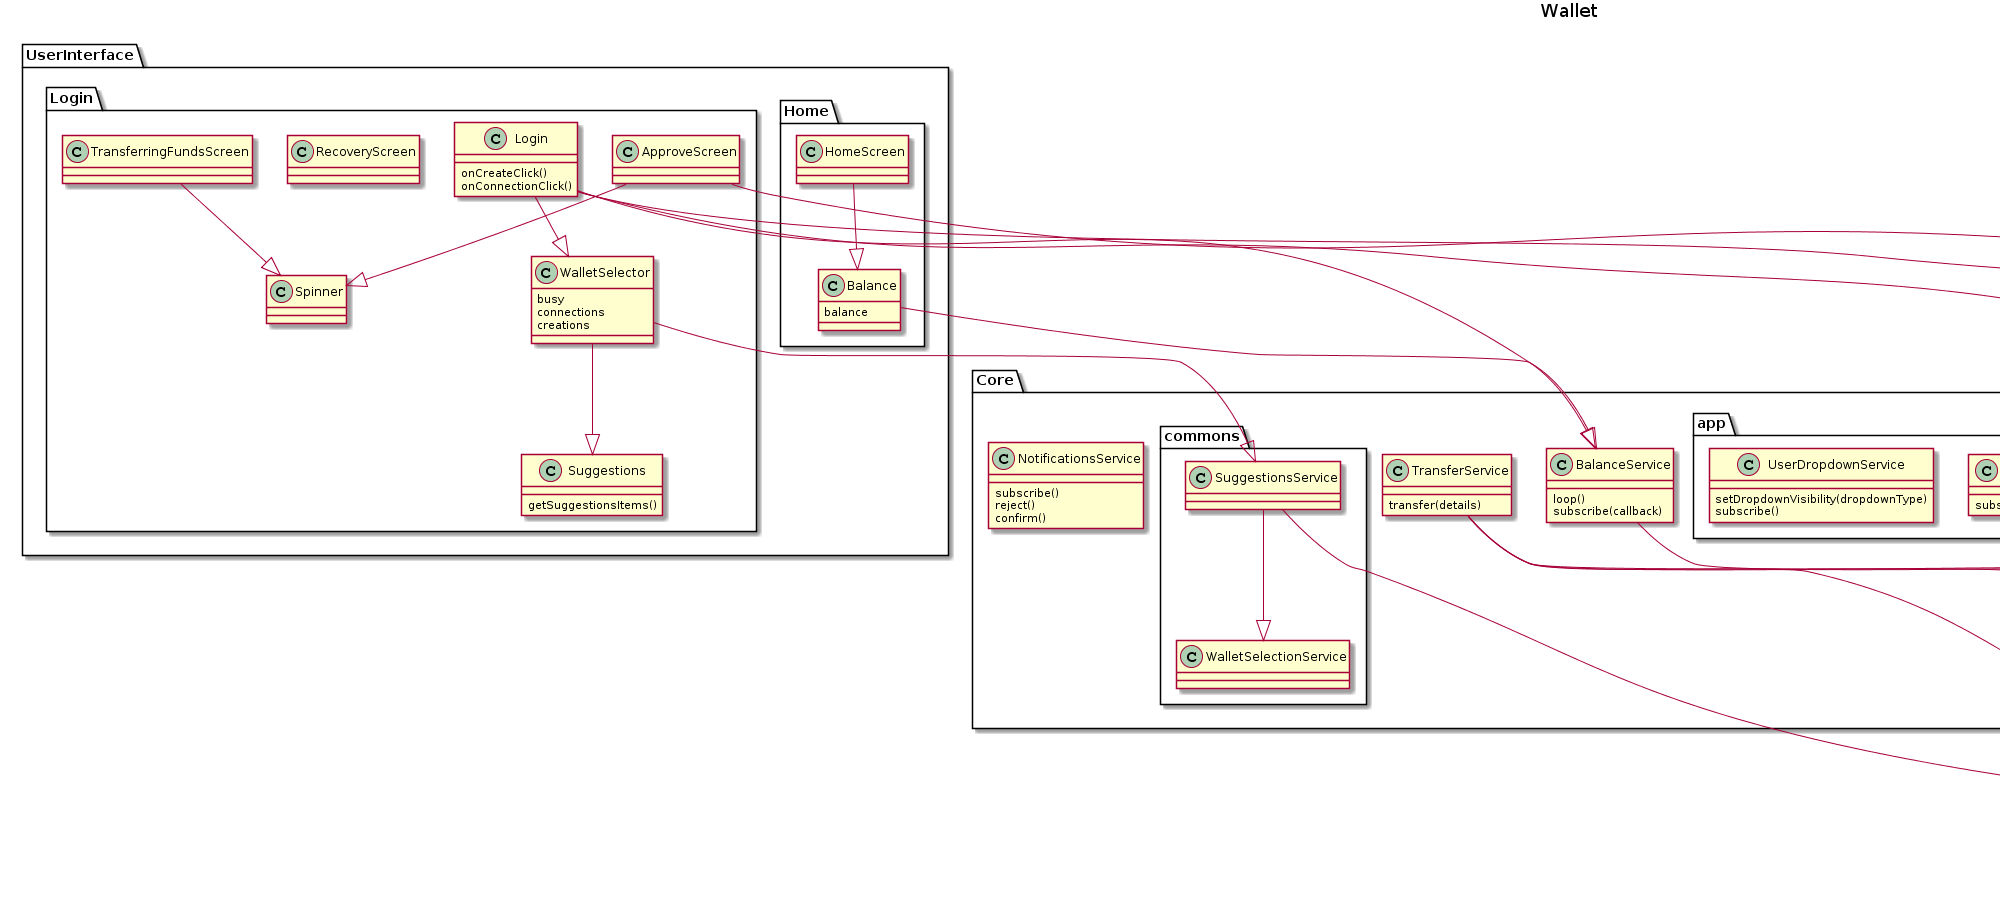 Wallet
UserInterface
Login
C TransferringFundsScreen
C RecoveryScreen
C Login
onCreateClick()
onConnectionClick()
C ApproveScreen
Home
C HomeScreen
C Spinner
C WalletSelector
busy
connections
creations
C Balance
balance
C Suggestions
getSuggestionsItems()
Core
C NotificationsService
subscribe()
reject()
confirm()
commons
C SuggestionsService
C WalletSelectionService
C TransferService
transfer(details)
C BalanceService
loop()
subscribe(callback)
app
C UserDropdownService
setDropdownVisibility(dropdownType)
subscribe()
C
subs